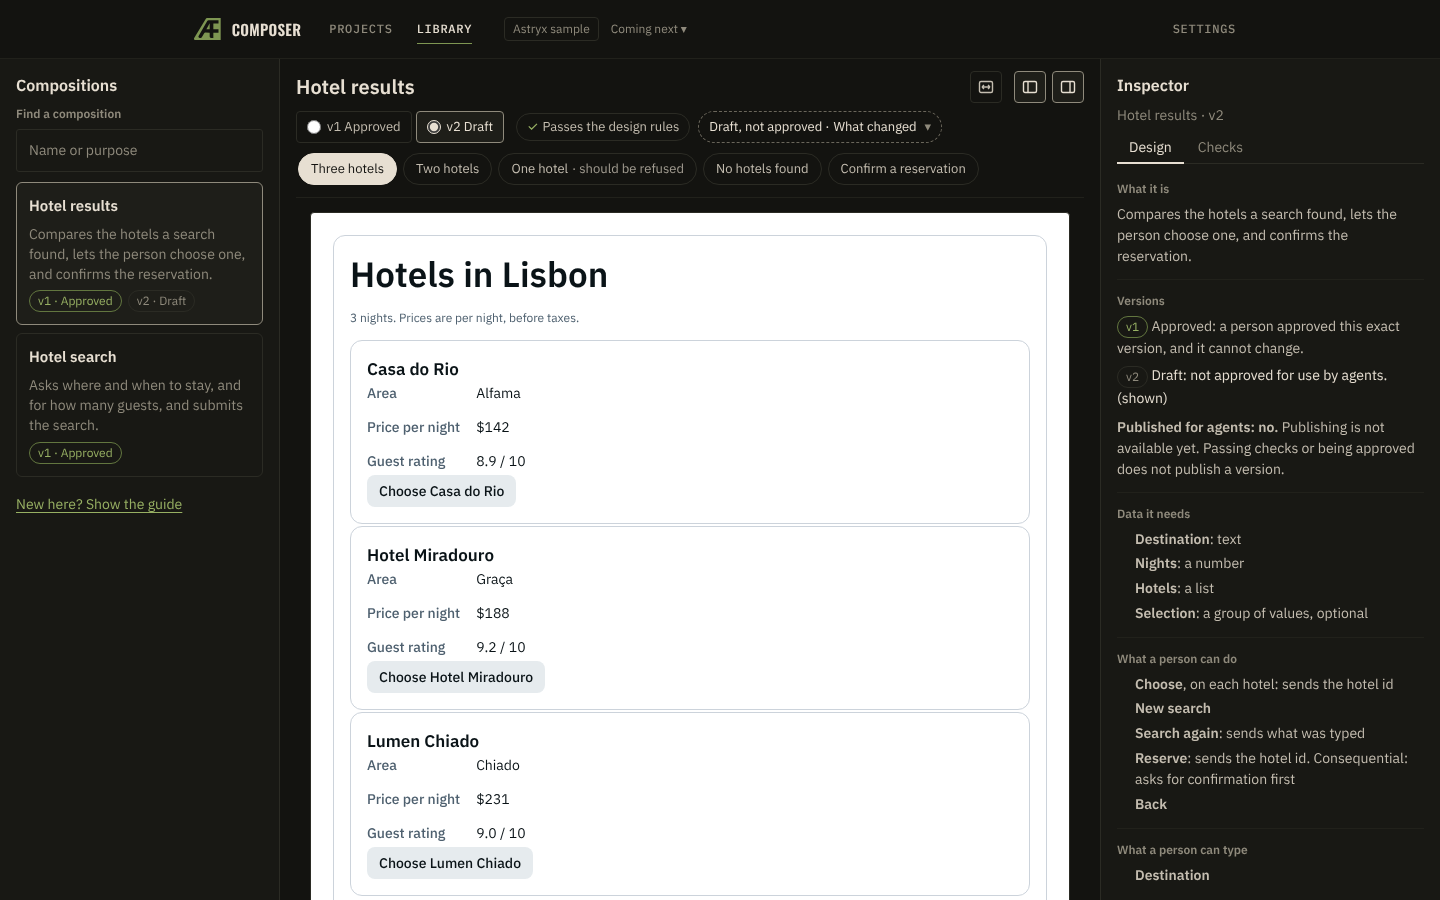 COMPOSER
PROJECTS
LIBRARY
Astryx sample
Coming next ▾
SETTINGS
Compositions
Find a composition
Name or purpose
Hotel results
Compares the hotels a search
found, lets the person choose one,
and confirms the reservation.
v1 · Approved
v2 · Draft
Hotel search
Asks where and when to stay, and
for how many guests, and submits
the search.
v1 · Approved
New here? Show the guide
Hotel results
v1 Approved
v2 Draft
✓ Passes the design rules
Draft, not approved · What changed ▾
Three hotels
Two hotels
One hotel · should be refused
No hotels found
Confirm a reservation
Hotels in Lisbon
3 nights. Prices are per night, before taxes.
Casa do Rio
Area Alfama
Price per night $142
Guest rating 8.9 / 10
Choose Casa do Rio
Hotel Miradouro
Area Graça
Price per night $188
Guest rating 9.2 / 10
Choose Hotel Miradouro
Lumen Chiado
Area Chiado
Price per night $231
Guest rating 9.0 / 10
Choose Lumen Chiado
Inspector
Hotel results · v2
Design
Checks
What it is
Compares the hotels a search found, lets the
person choose one, and confirms the
reservation.
Versions
v1 Approved: a person approved this exact
version, and it cannot change.
v2 Draft: not approved for use by agents.
(shown)
Published for agents: no. Publishing is not
available yet. Passing checks or being approved
does not publish a version.
Data it needs
Destination: text
Nights: a number
Hotels: a list
Selection: a group of values, optional
What a person can do
Choose, on each hotel: sends the hotel id
New search
Search again: sends what was typed
Reserve: sends the hotel id. Consequential:
asks for confirmation first
Back
What a person can type
Destination